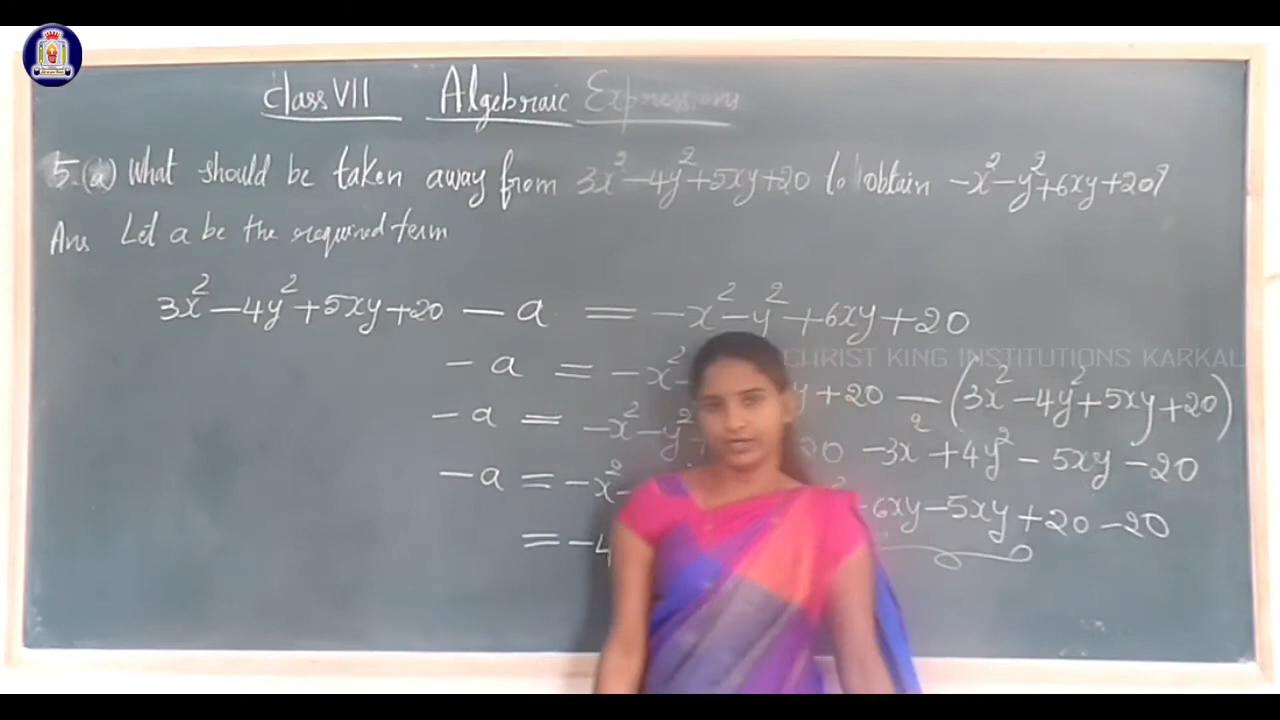 Class VII Algebraic Expressions
5.(a) What should be taken away from 3x²-4y²+5xy+20 to obtain -x²-y²+6xy+20?
Ans Let a be the required term
3x²-4y²+5xy+20 - a = -x²-y²+6xy+20
CHRIST KING INSTITUTIONS KARKAL
- a = -x²- y+20 - (3x²-4y²+5xy+20)
- a = -x²-y² 20 -3x²+4y²-5xy-20
- a = -x²- 6xy-5xy+20-20
= -4